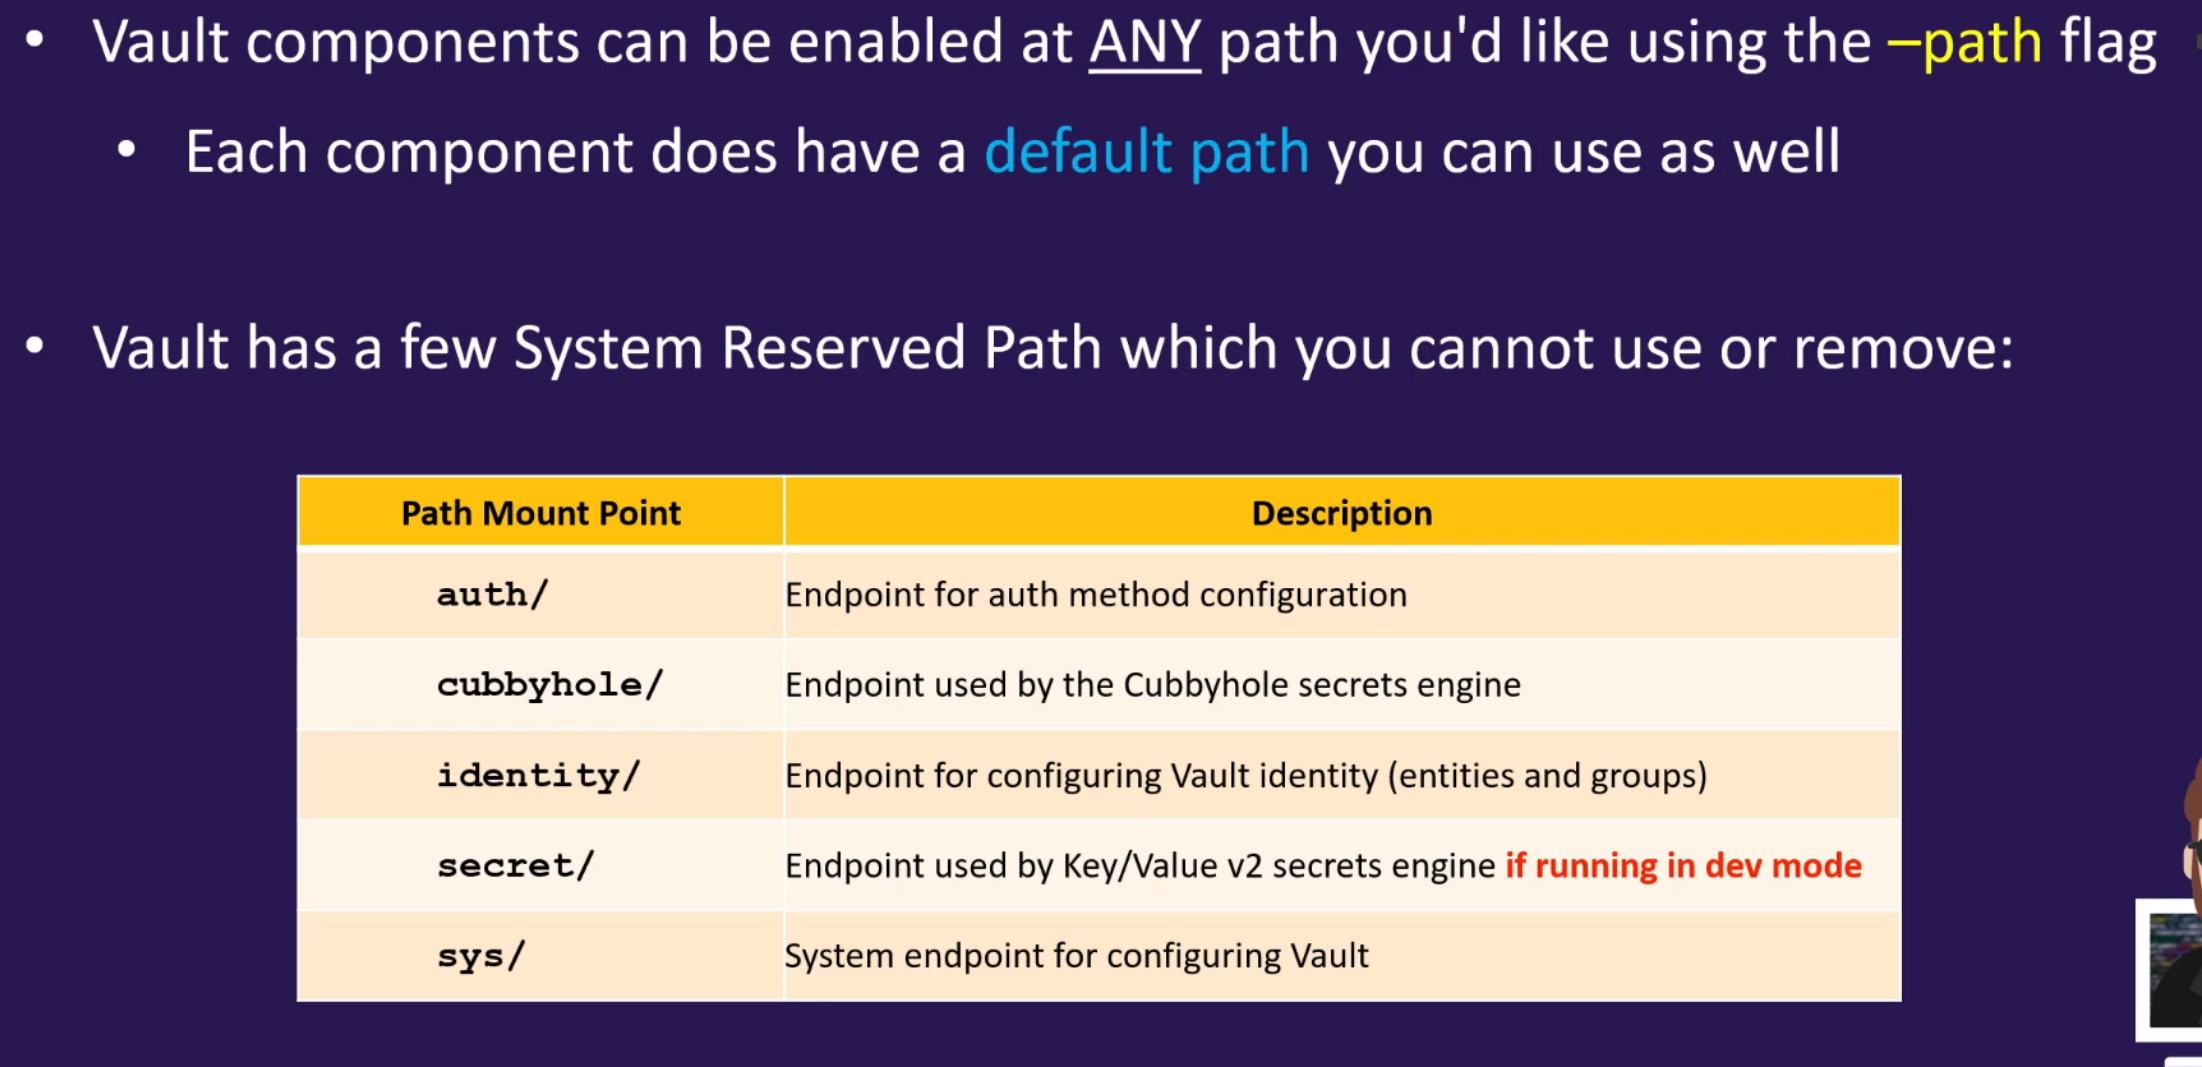 • Vault components can be enabled at ANY path you'd like using the –path flag
• Each component does have a default path you can use as well
• Vault has a few System Reserved Path which you cannot use or remove:
Path Mount Point Description
auth/ Endpoint for auth method configuration
cubbyhole/ Endpoint used by the Cubbyhole secrets engine
identity/ Endpoint for configuring Vault identity (entities and groups)
secret/ Endpoint used by Key/Value v2 secrets engine if running in dev mode
sys/ System endpoint for configuring Vault